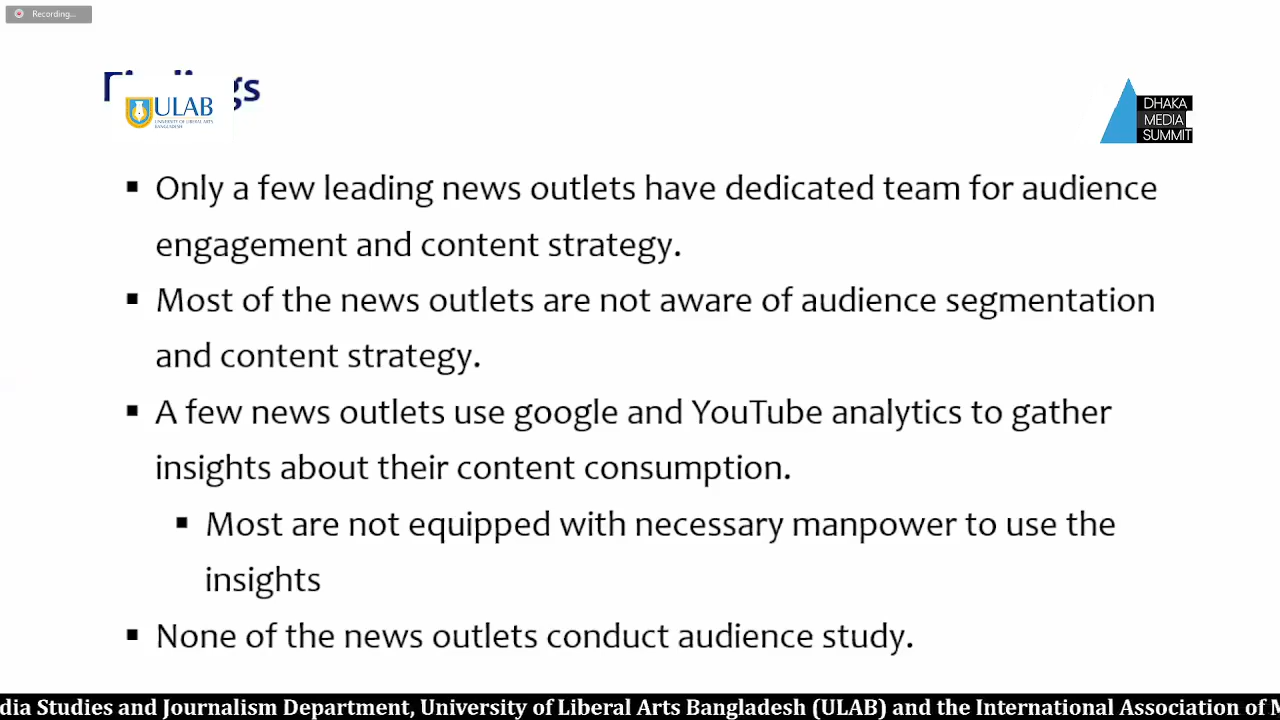 Recording...
ULAB
UNIVERSITY OF LIBERAL ARTS
BANGLADESH
DHAKA
MEDIA
SUMMIT
▪ Only a few leading news outlets have dedicated team for audience
engagement and content strategy.
▪ Most of the news outlets are not aware of audience segmentation
and content strategy.
▪ A few news outlets use google and YouTube analytics to gather
insights about their content consumption.
▪ Most are not equipped with necessary manpower to use the
insights
▪ None of the news outlets conduct audience study.
dia Studies and Journalism Department, University of Liberal Arts Bangladesh (ULAB) and the International Association of